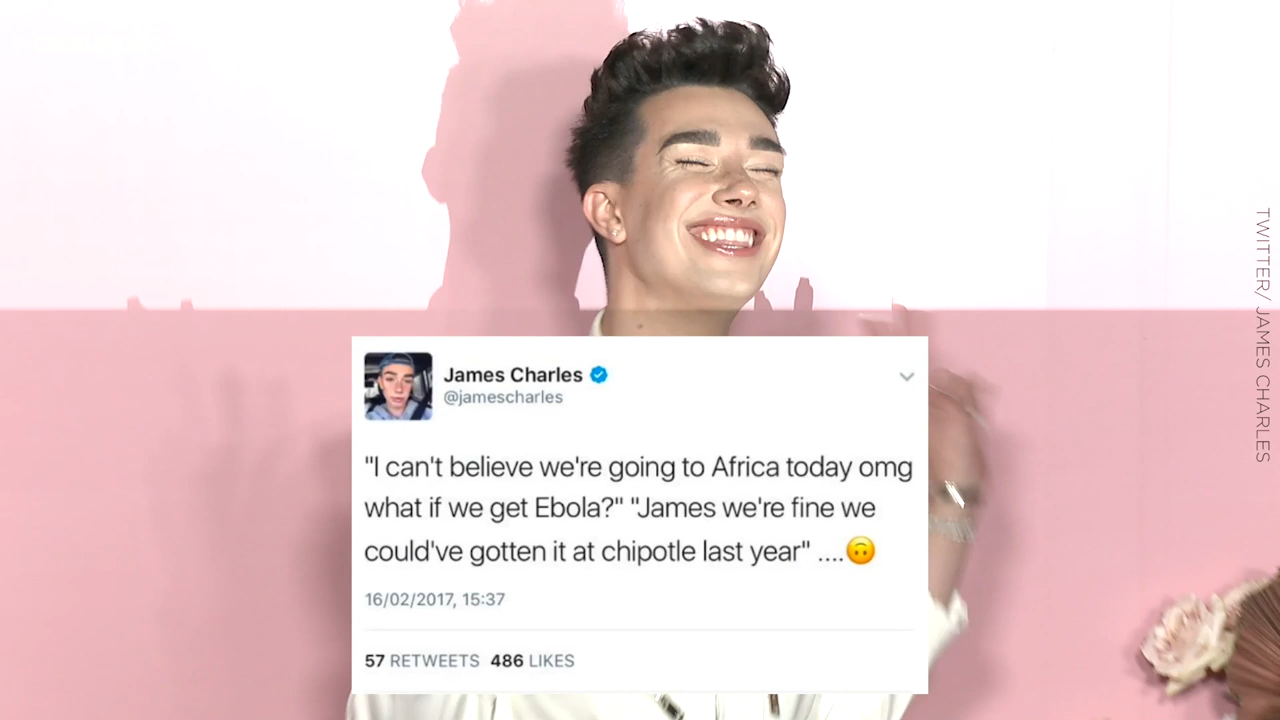 James Charles
@jamescharles
"I can't believe we're going to Africa today omg
what if we get Ebola?" "James we're fine we
could've gotten it at chipotle last year" ....🙃
16/02/2017, 15:37
57 RETWEETS 486 LIKES
TWITTER/ JAMES CHARLES